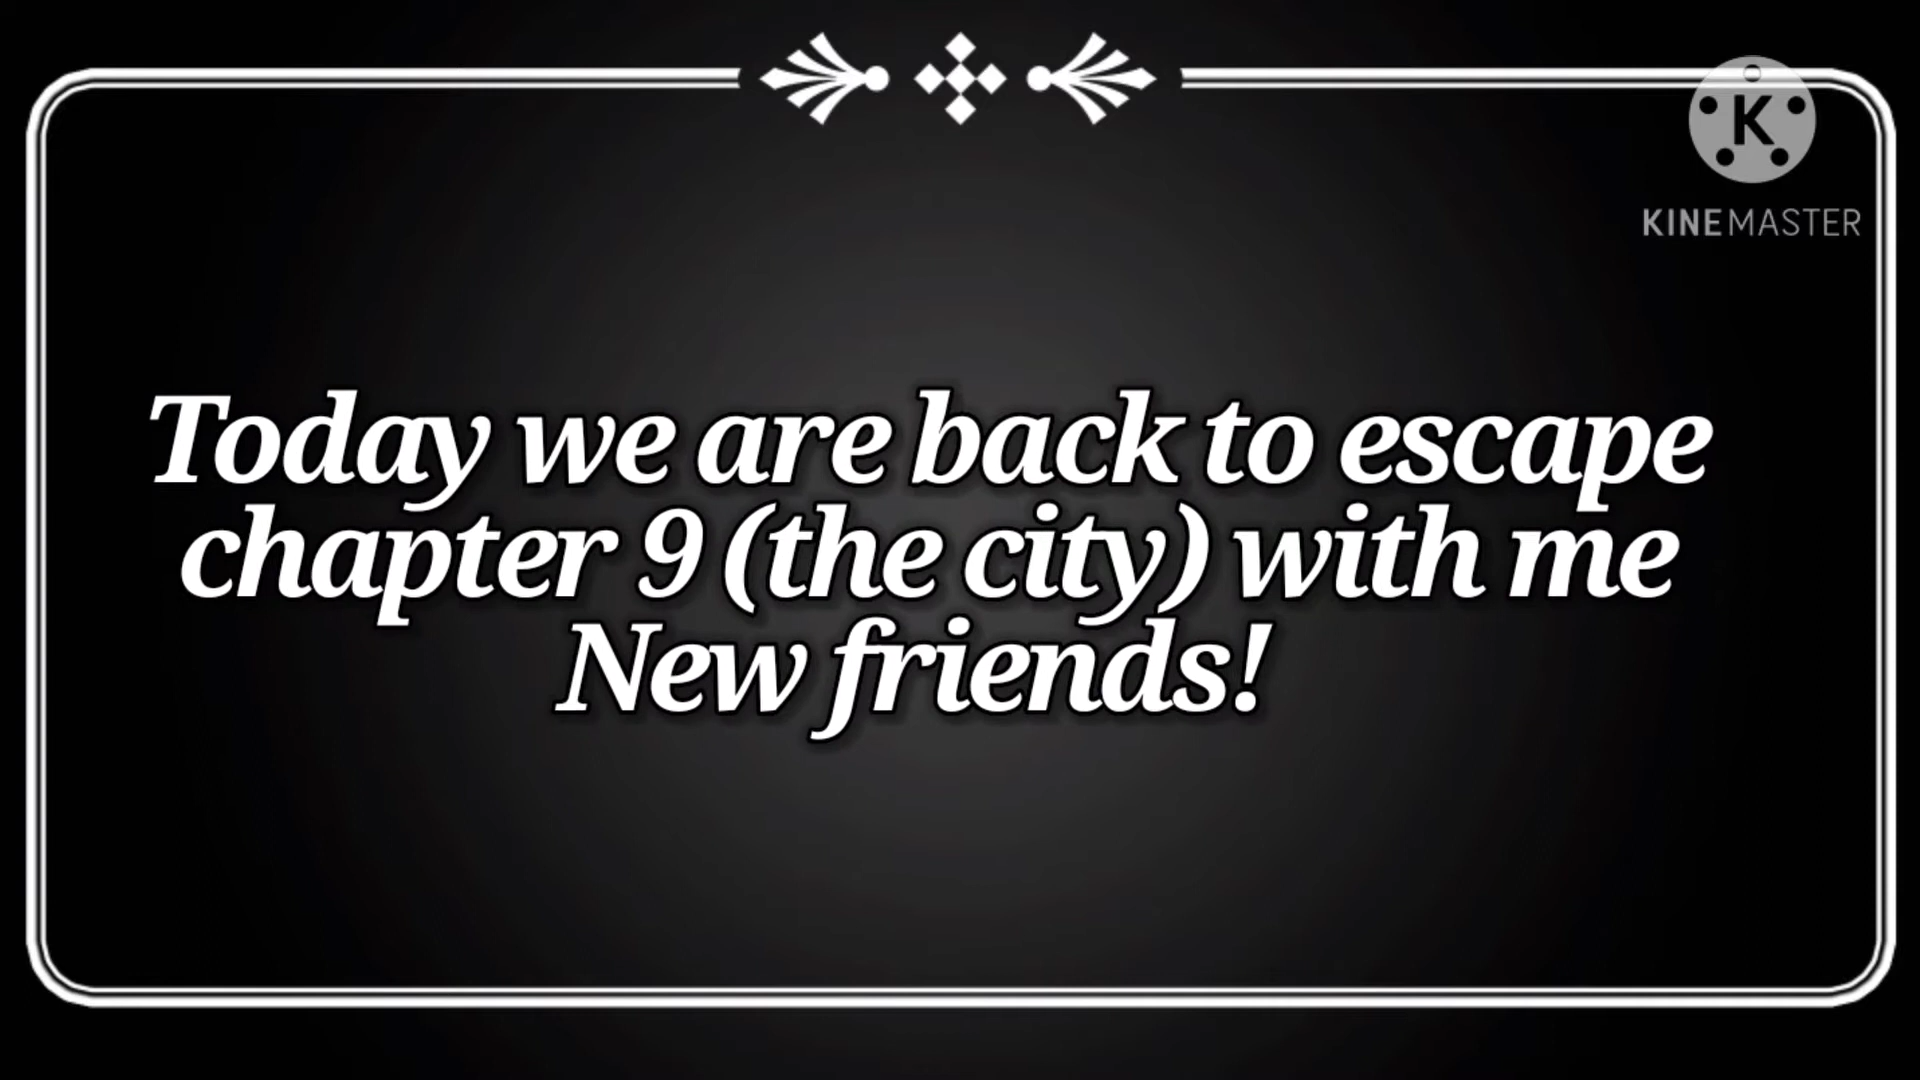 K
KINEMASTER
Today we are back to escape
chapter 9 (the city) with me
New friends!